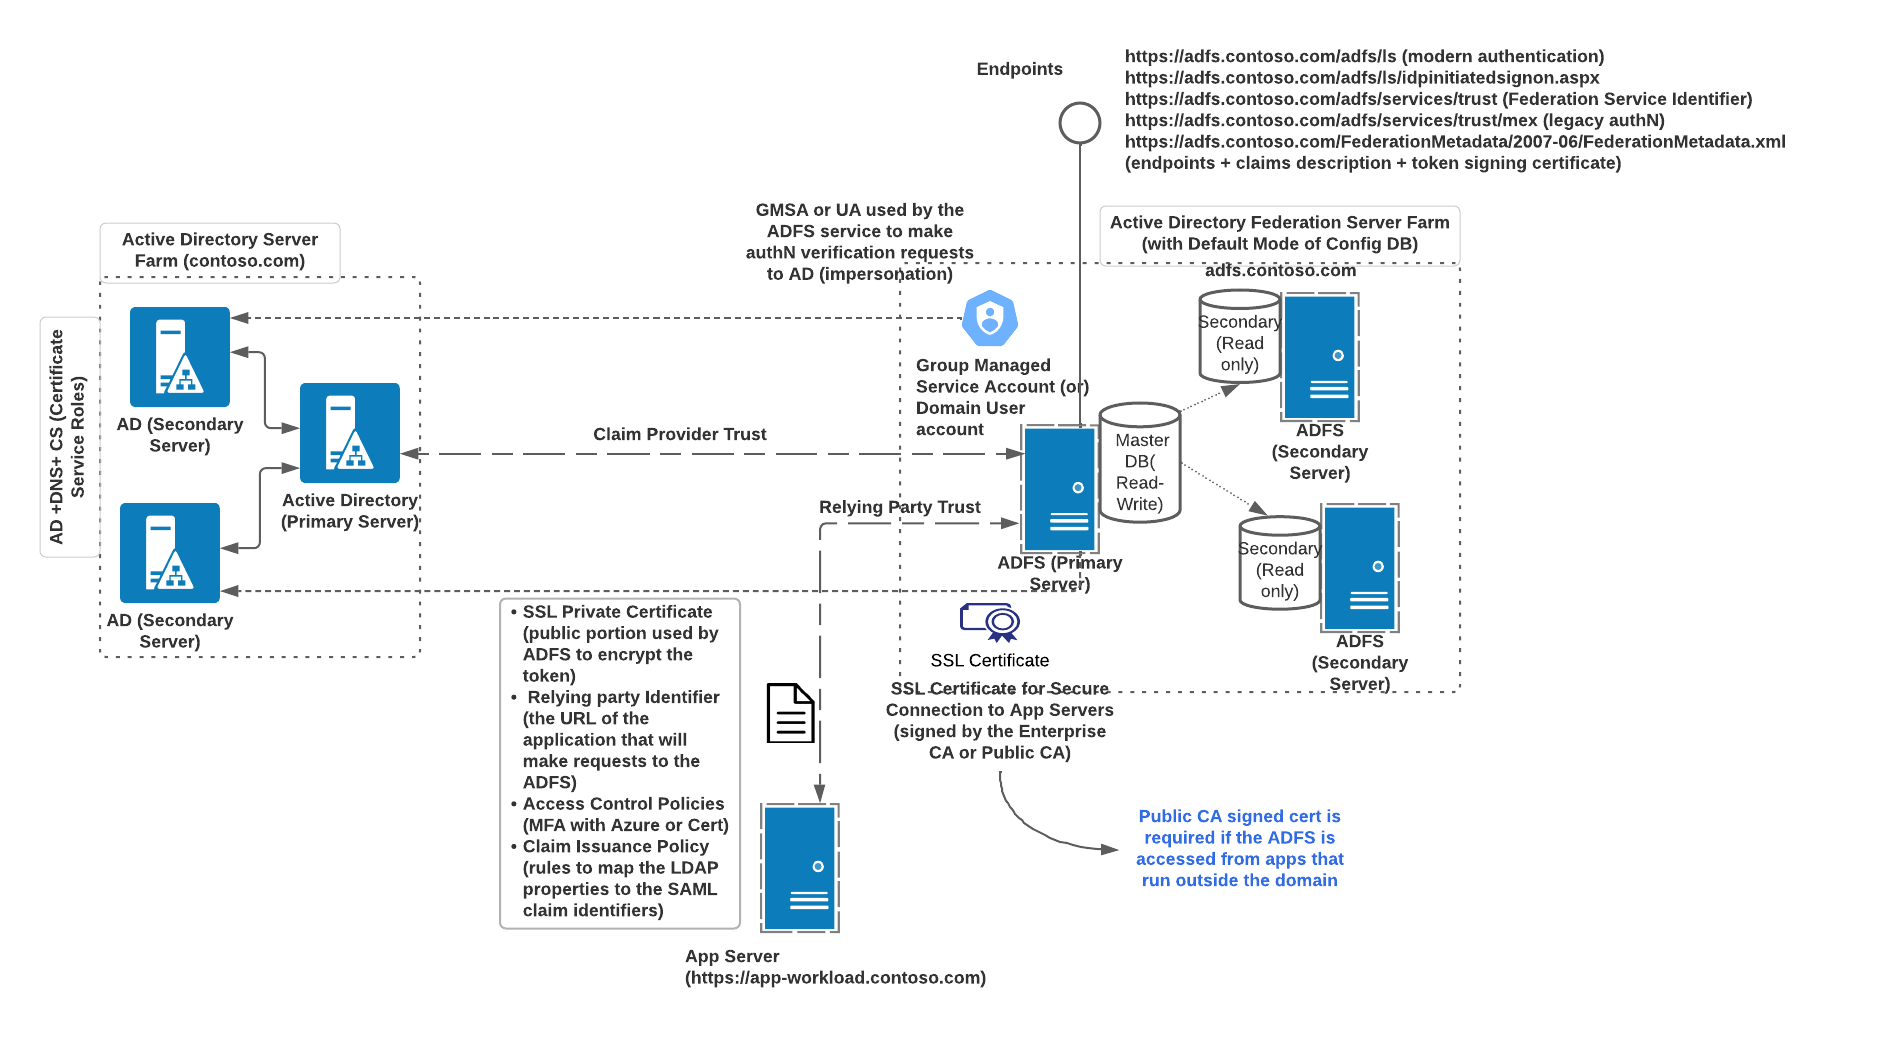 Endpoints
https://adfs.contoso.com/adfs/ls (modern authentication)
https://adfs.contoso.com/adfs/ls/idpinitiatedsignon.aspx
https://adfs.contoso.com/adfs/services/trust (Federation Service Identifier)
https://adfs.contoso.com/adfs/services/trust/mex (legacy authN)
https://adfs.contoso.com/FederationMetadata/2007-06/FederationMetadata.xml
(endpoints + claims description + token signing certificate)
GMSA or UA used by the
ADFS service to make
authN verification requests
to AD (impersonation)
Active Directory Federation Server Farm
(with Default Mode of Config DB)
adfs.contoso.com
Active Directory Server
Farm (contoso.com)
AD +DNS+ CS (Certificate
Service Roles)
AD (Secondary
Server)
Active Directory
(Primary Server)
AD (Secondary
Server)
Claim Provider Trust
Relying Party Trust
Group Managed
Service Account (or)
Domain User
account
Master
DB(
Read-
Write)
Secondary
(Read
only)
ADFS
(Secondary
Server)
Secondary
(Read
only)
ADFS
(Secondary
Server)
ADFS (Primary
Server)
SSL Certificate
SSL Certificate for Secure
Connection to App Servers
(signed by the Enterprise
CA or Public CA)
Public CA signed cert is
required if the ADFS is
accessed from apps that
run outside the domain
• SSL Private Certificate
(public portion used by
ADFS to encrypt the
token)
• Relying party Identifier
(the URL of the
application that will
make requests to the
ADFS)
• Access Control Policies
(MFA with Azure or Cert)
• Claim Issuance Policy
(rules to map the LDAP
properties to the SAML
claim identifiers)
App Server
(https://app-workload.contoso.com)